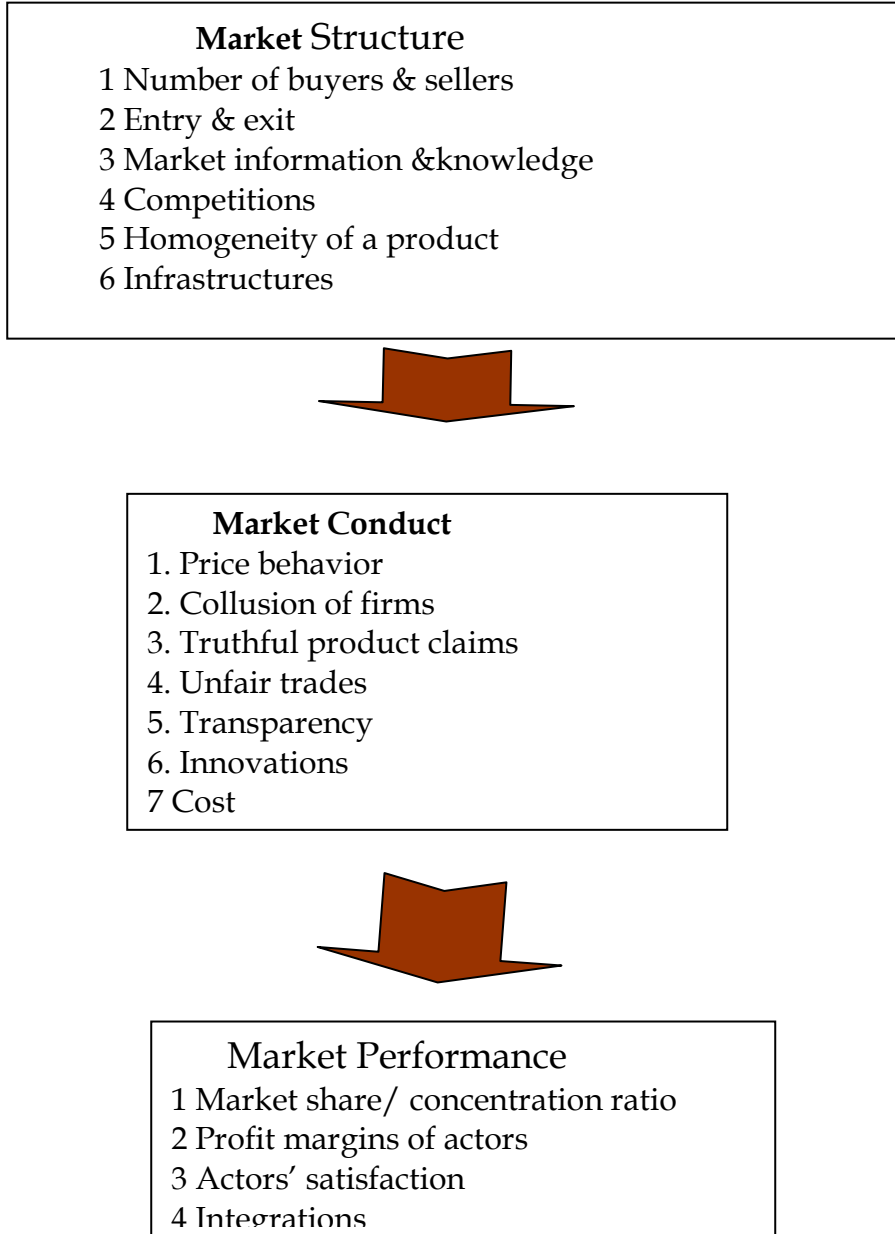 Market Structure
1 Number of buyers & sellers
2 Entry & exit
3 Market information &knowledge
4 Competitions
5 Homogeneity of a product
6 Infrastructures
Market Conduct
1. Price behavior
2. Collusion of firms
3. Truthful product claims
4. Unfair trades
5. Transparency
6. Innovations
7 Cost
Market Performance
1 Market share/ concentration ratio
2 Profit margins of actors
3 Actors’ satisfaction
4 Integrations